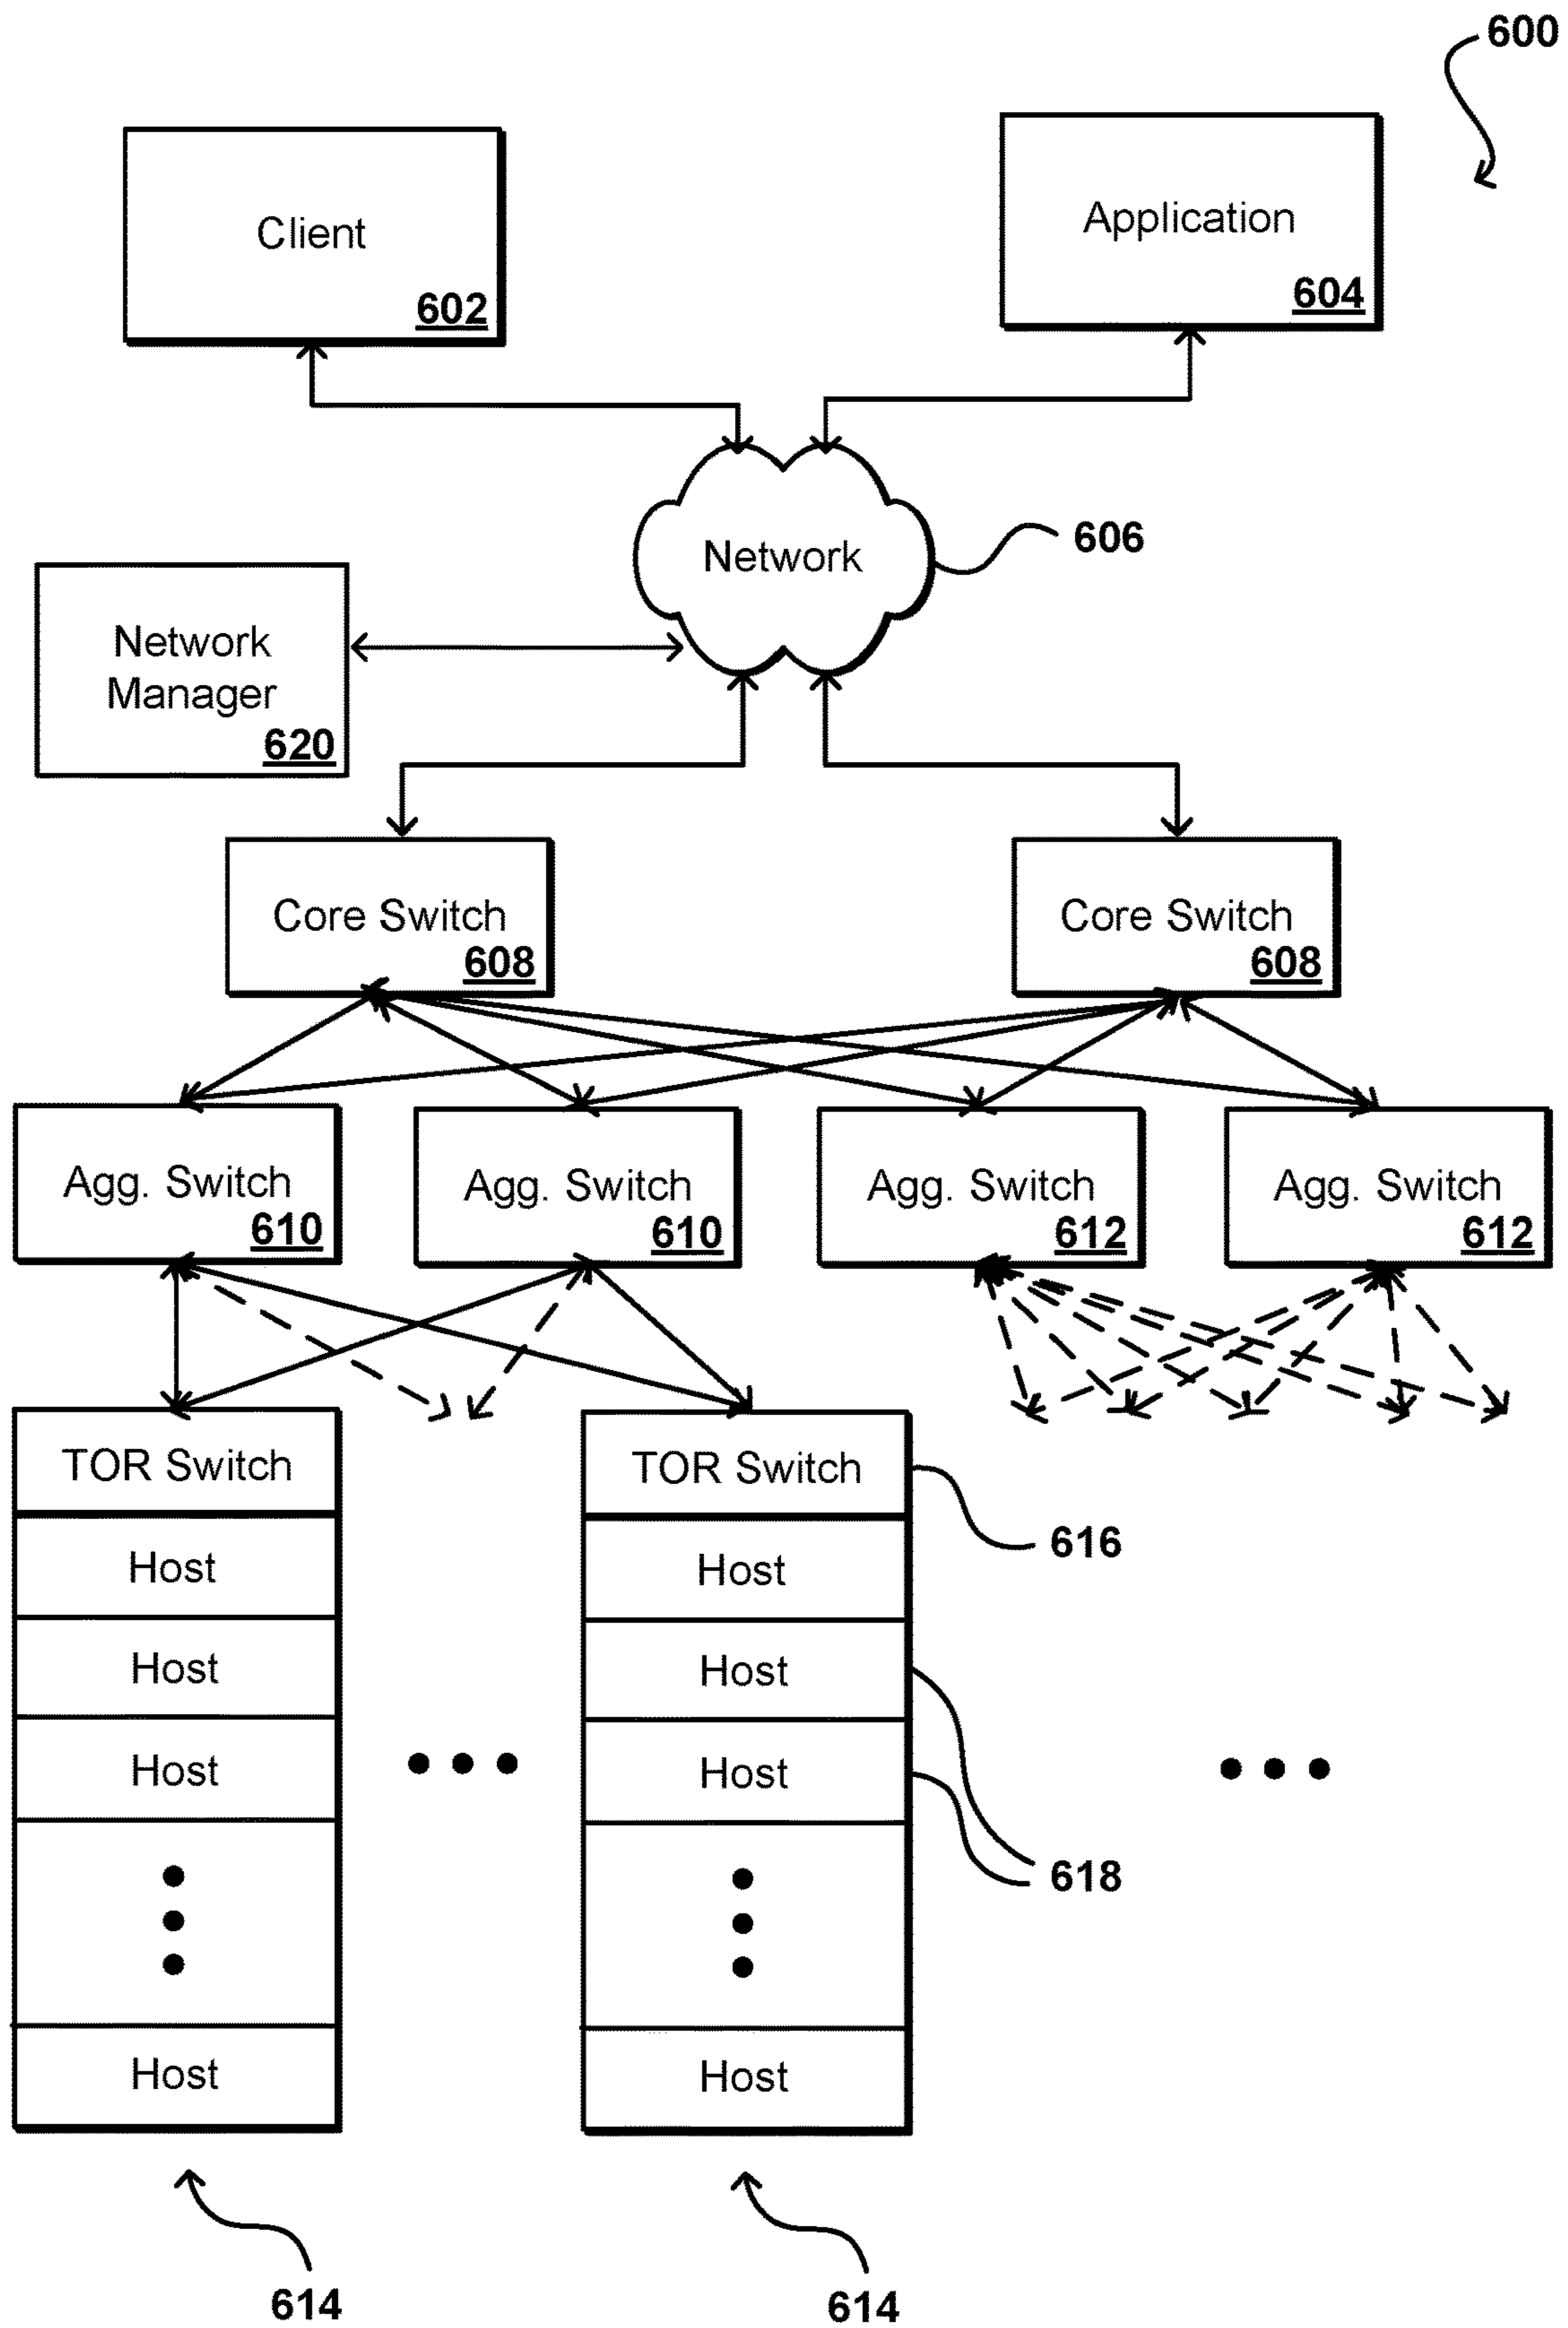 600
Client
602
Application
604
Network
606
Network
Manager
620
Core Switch
608
Core Switch
608
Agg. Switch
610
Agg. Switch
610
Agg. Switch
612
Agg. Switch
612
TOR Switch
Host
Host
Host
Host
TOR Switch
Host
Host
Host
Host
616
618
614
614